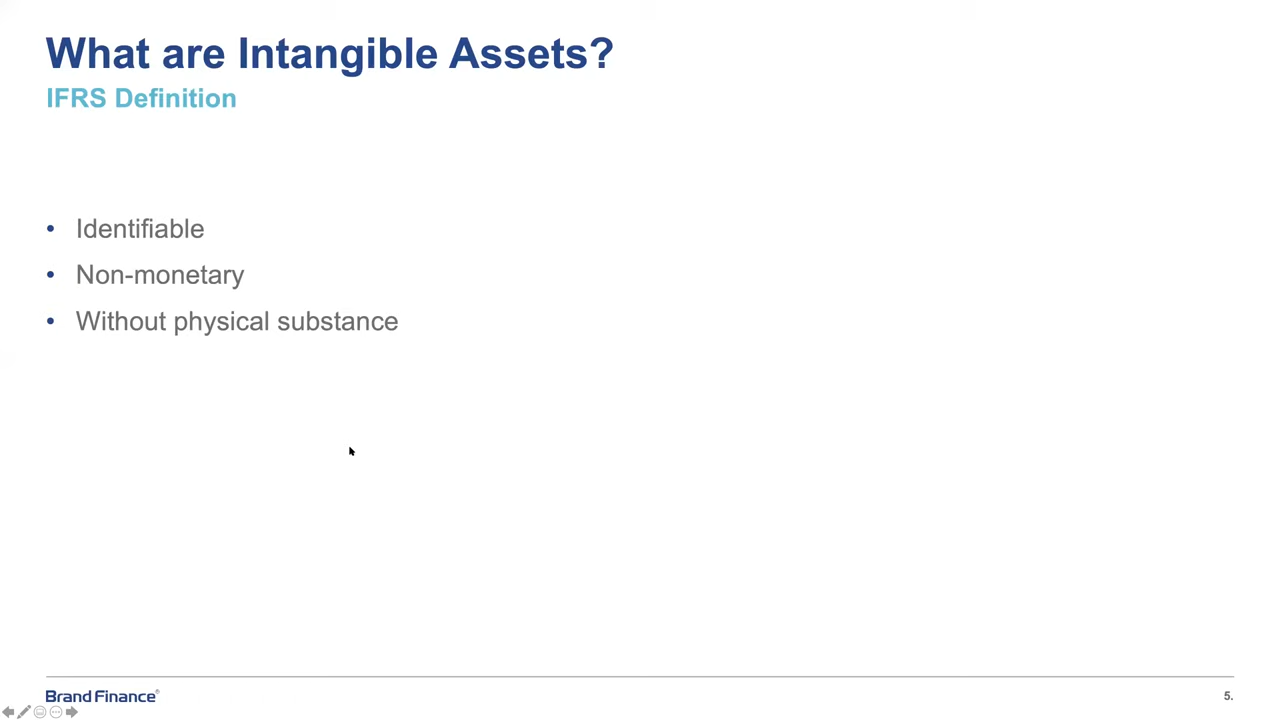 What are Intangible Assets?
IFRS Definition
• Identifiable
• Non-monetary
• Without physical substance
Brand Finance®
5.